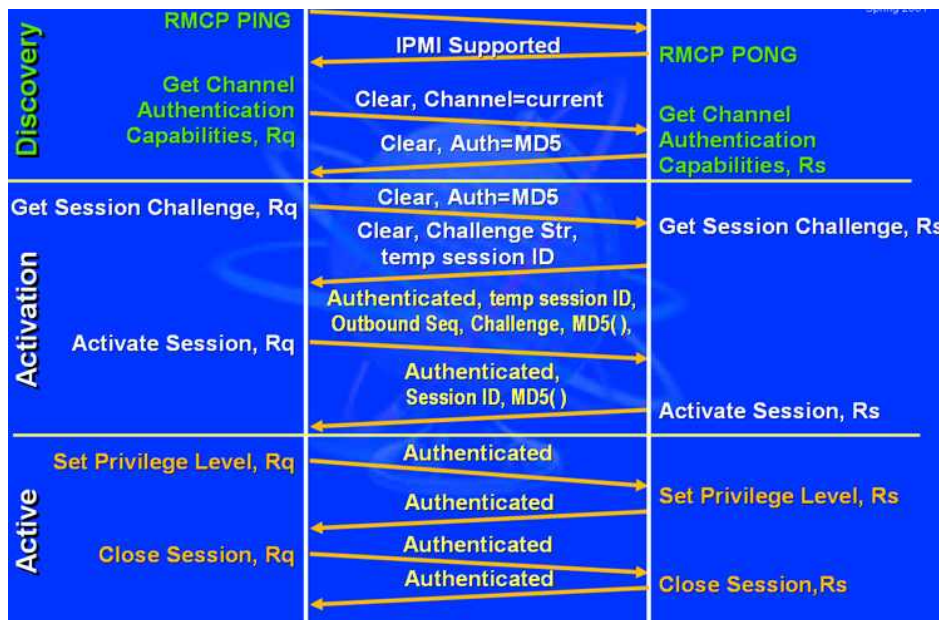 RMCP PING
IPMI Supported
RMCP PONG
Discovery
Get Channel
Authentication
Capabilities, Rq
Clear, Channel=current
Clear, Auth=MD5
Get Channel
Authentication
Capabilities, Rs
Activation
Get Session Challenge, Rq
Clear, Auth=MD5
Get Session Challenge, Rs
Clear, Challenge Str,
temp session ID
Authenticated, temp session ID,
Outbound Seq, Challenge, MD5( ),
Activate Session, Rq
Authenticated,
Session ID, MD5( )
Activate Session, Rs
Active
Set Privilege Level, Rq
Authenticated
Set Privilege Level, Rs
Authenticated
Close Session, Rq
Authenticated
Authenticated
Close Session,Rs